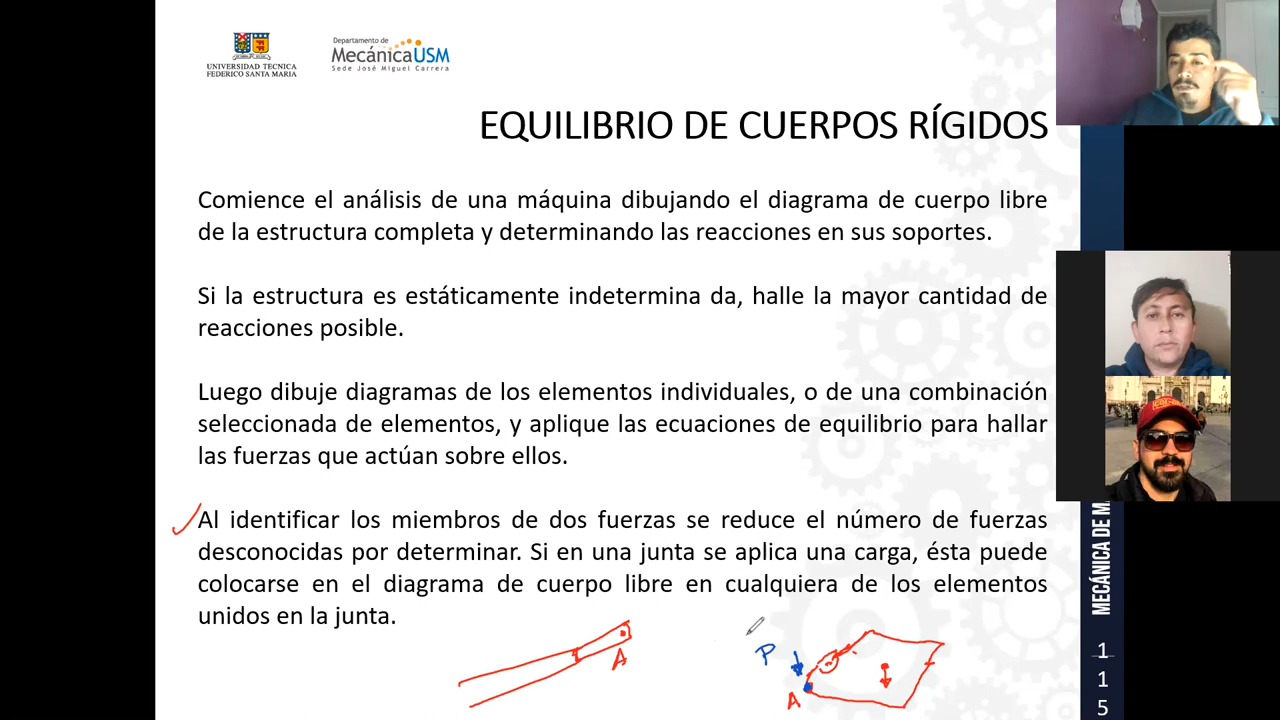 UNIVERSIDAD TECNICA
FEDERICO SANTA MARIA
Departamento de
MecánicaUSM
Sede José Miguel Carrera
EQUILIBRIO DE CUERPOS RÍGIDOS
Comience el análisis de una máquina dibujando el diagrama de cuerpo libre
de la estructura completa y determinando las reacciones en sus soportes.
Si la estructura es estáticamente indetermina da, halle la mayor cantidad de
reacciones posible.
Luego dibuje diagramas de los elementos individuales, o de una combinación
seleccionada de elementos, y aplique las ecuaciones de equilibrio para hallar
las fuerzas que actúan sobre ellos.
Al identificar los miembros de dos fuerzas se reduce el número de fuerzas
desconocidas por determinar. Si en una junta se aplica una carga, ésta puede
colocarse en el diagrama de cuerpo libre en cualquiera de los elementos
unidos en la junta.
A
P
A
MECÁNICA DE
1
1
5